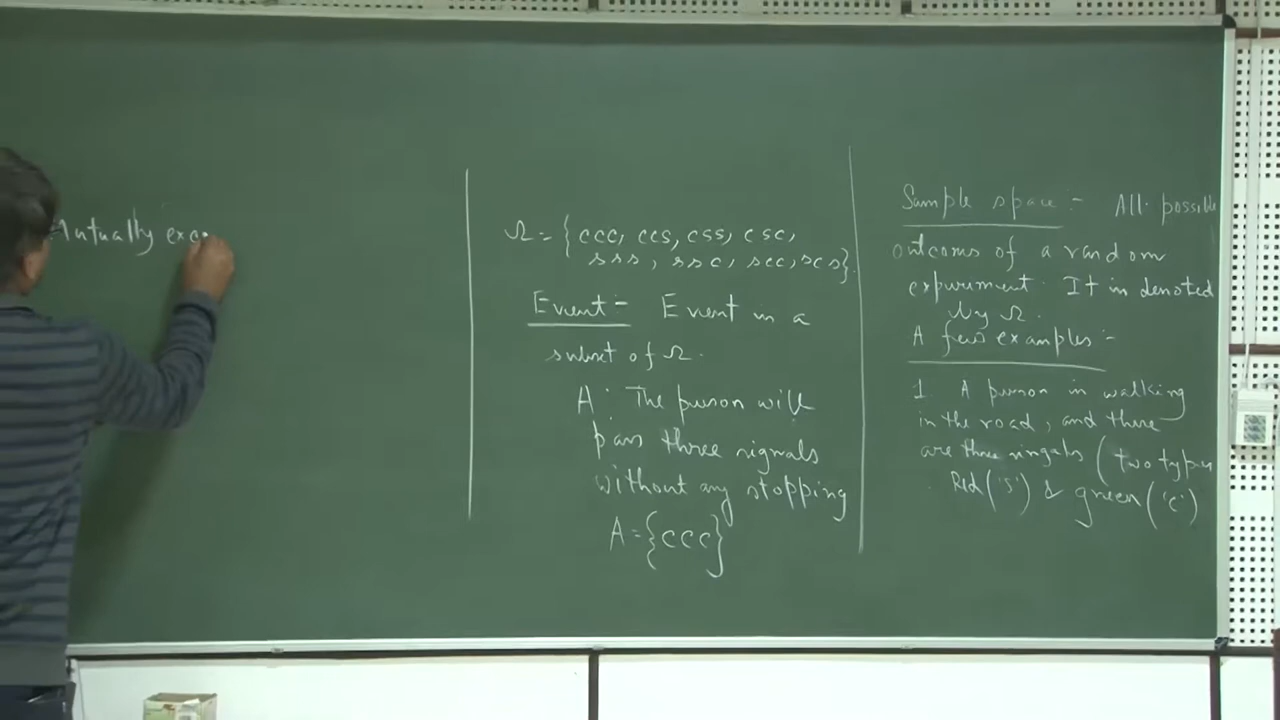 Mutually exc
Ω = { ccc, ccs, css, csc,
sss, ssc, scc, scs}.
Event :- Event is a
subset of Ω.
A : The person will
pass three signals
without any stopping
A = {ccc}
Sample space :- All possible
outcomes of a random
experiment. It is denoted
by Ω.
A few examples :-
1. A person is walking
in the road, and there
are three signals (two types
Red ('s') & green ('c')